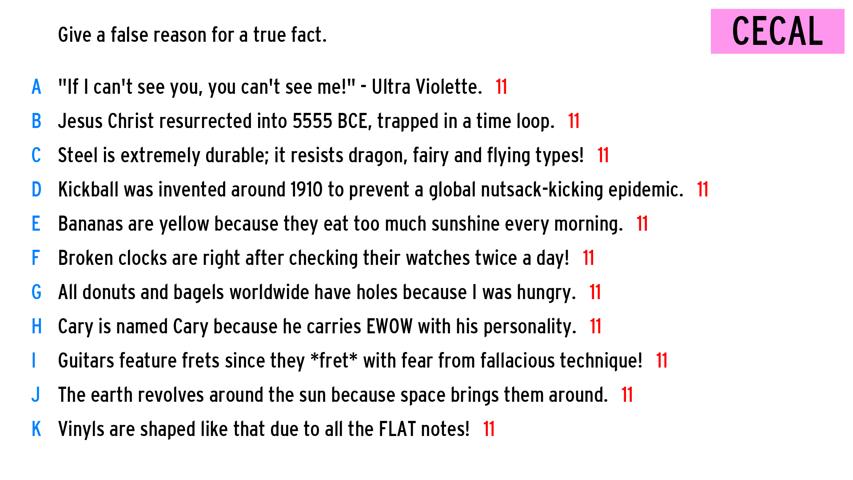 Give a false reason for a true fact.
CECAL
A "If I can't see you, you can't see me!" - Ultra Violette. 11
B Jesus Christ resurrected into 5555 BCE, trapped in a time loop. 11
C Steel is extremely durable; it resists dragon, fairy and flying types! 11
D Kickball was invented around 1910 to prevent a global nutsack-kicking epidemic. 11
E Bananas are yellow because they eat too much sunshine every morning. 11
F Broken clocks are right after checking their watches twice a day! 11
G All donuts and bagels worldwide have holes because I was hungry. 11
H Cary is named Cary because he carries EWOW with his personality. 11
I Guitars feature frets since they *fret* with fear from fallacious technique! 11
J The earth revolves around the sun because space brings them around. 11
K Vinyls are shaped like that due to all the FLAT notes! 11